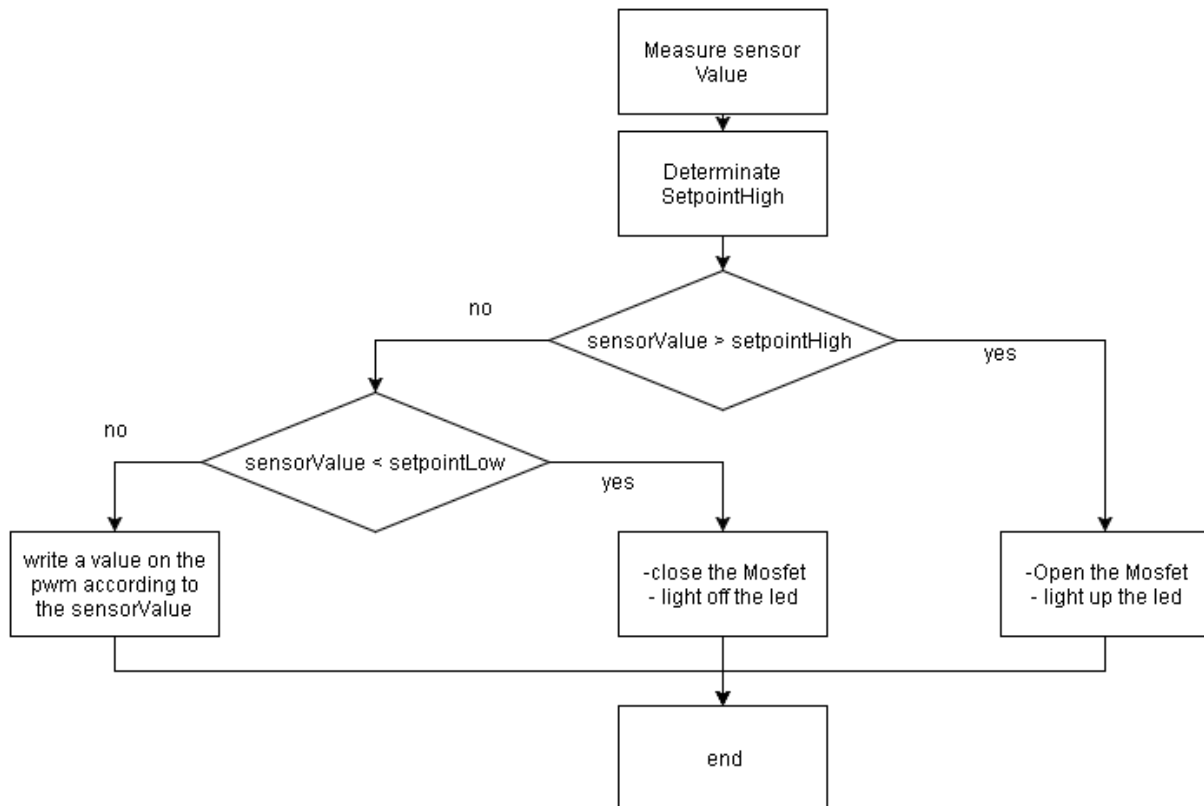 Measure sensor
Value
Determinate
SetpointHigh
no
sensorValue > setpointHigh
yes
no
sensorValue < setpointLow
yes
write a value on the
pwm according to
the sensorValue
-close the Mosfet
- light off the led
-Open the Mosfet
- light up the led
end